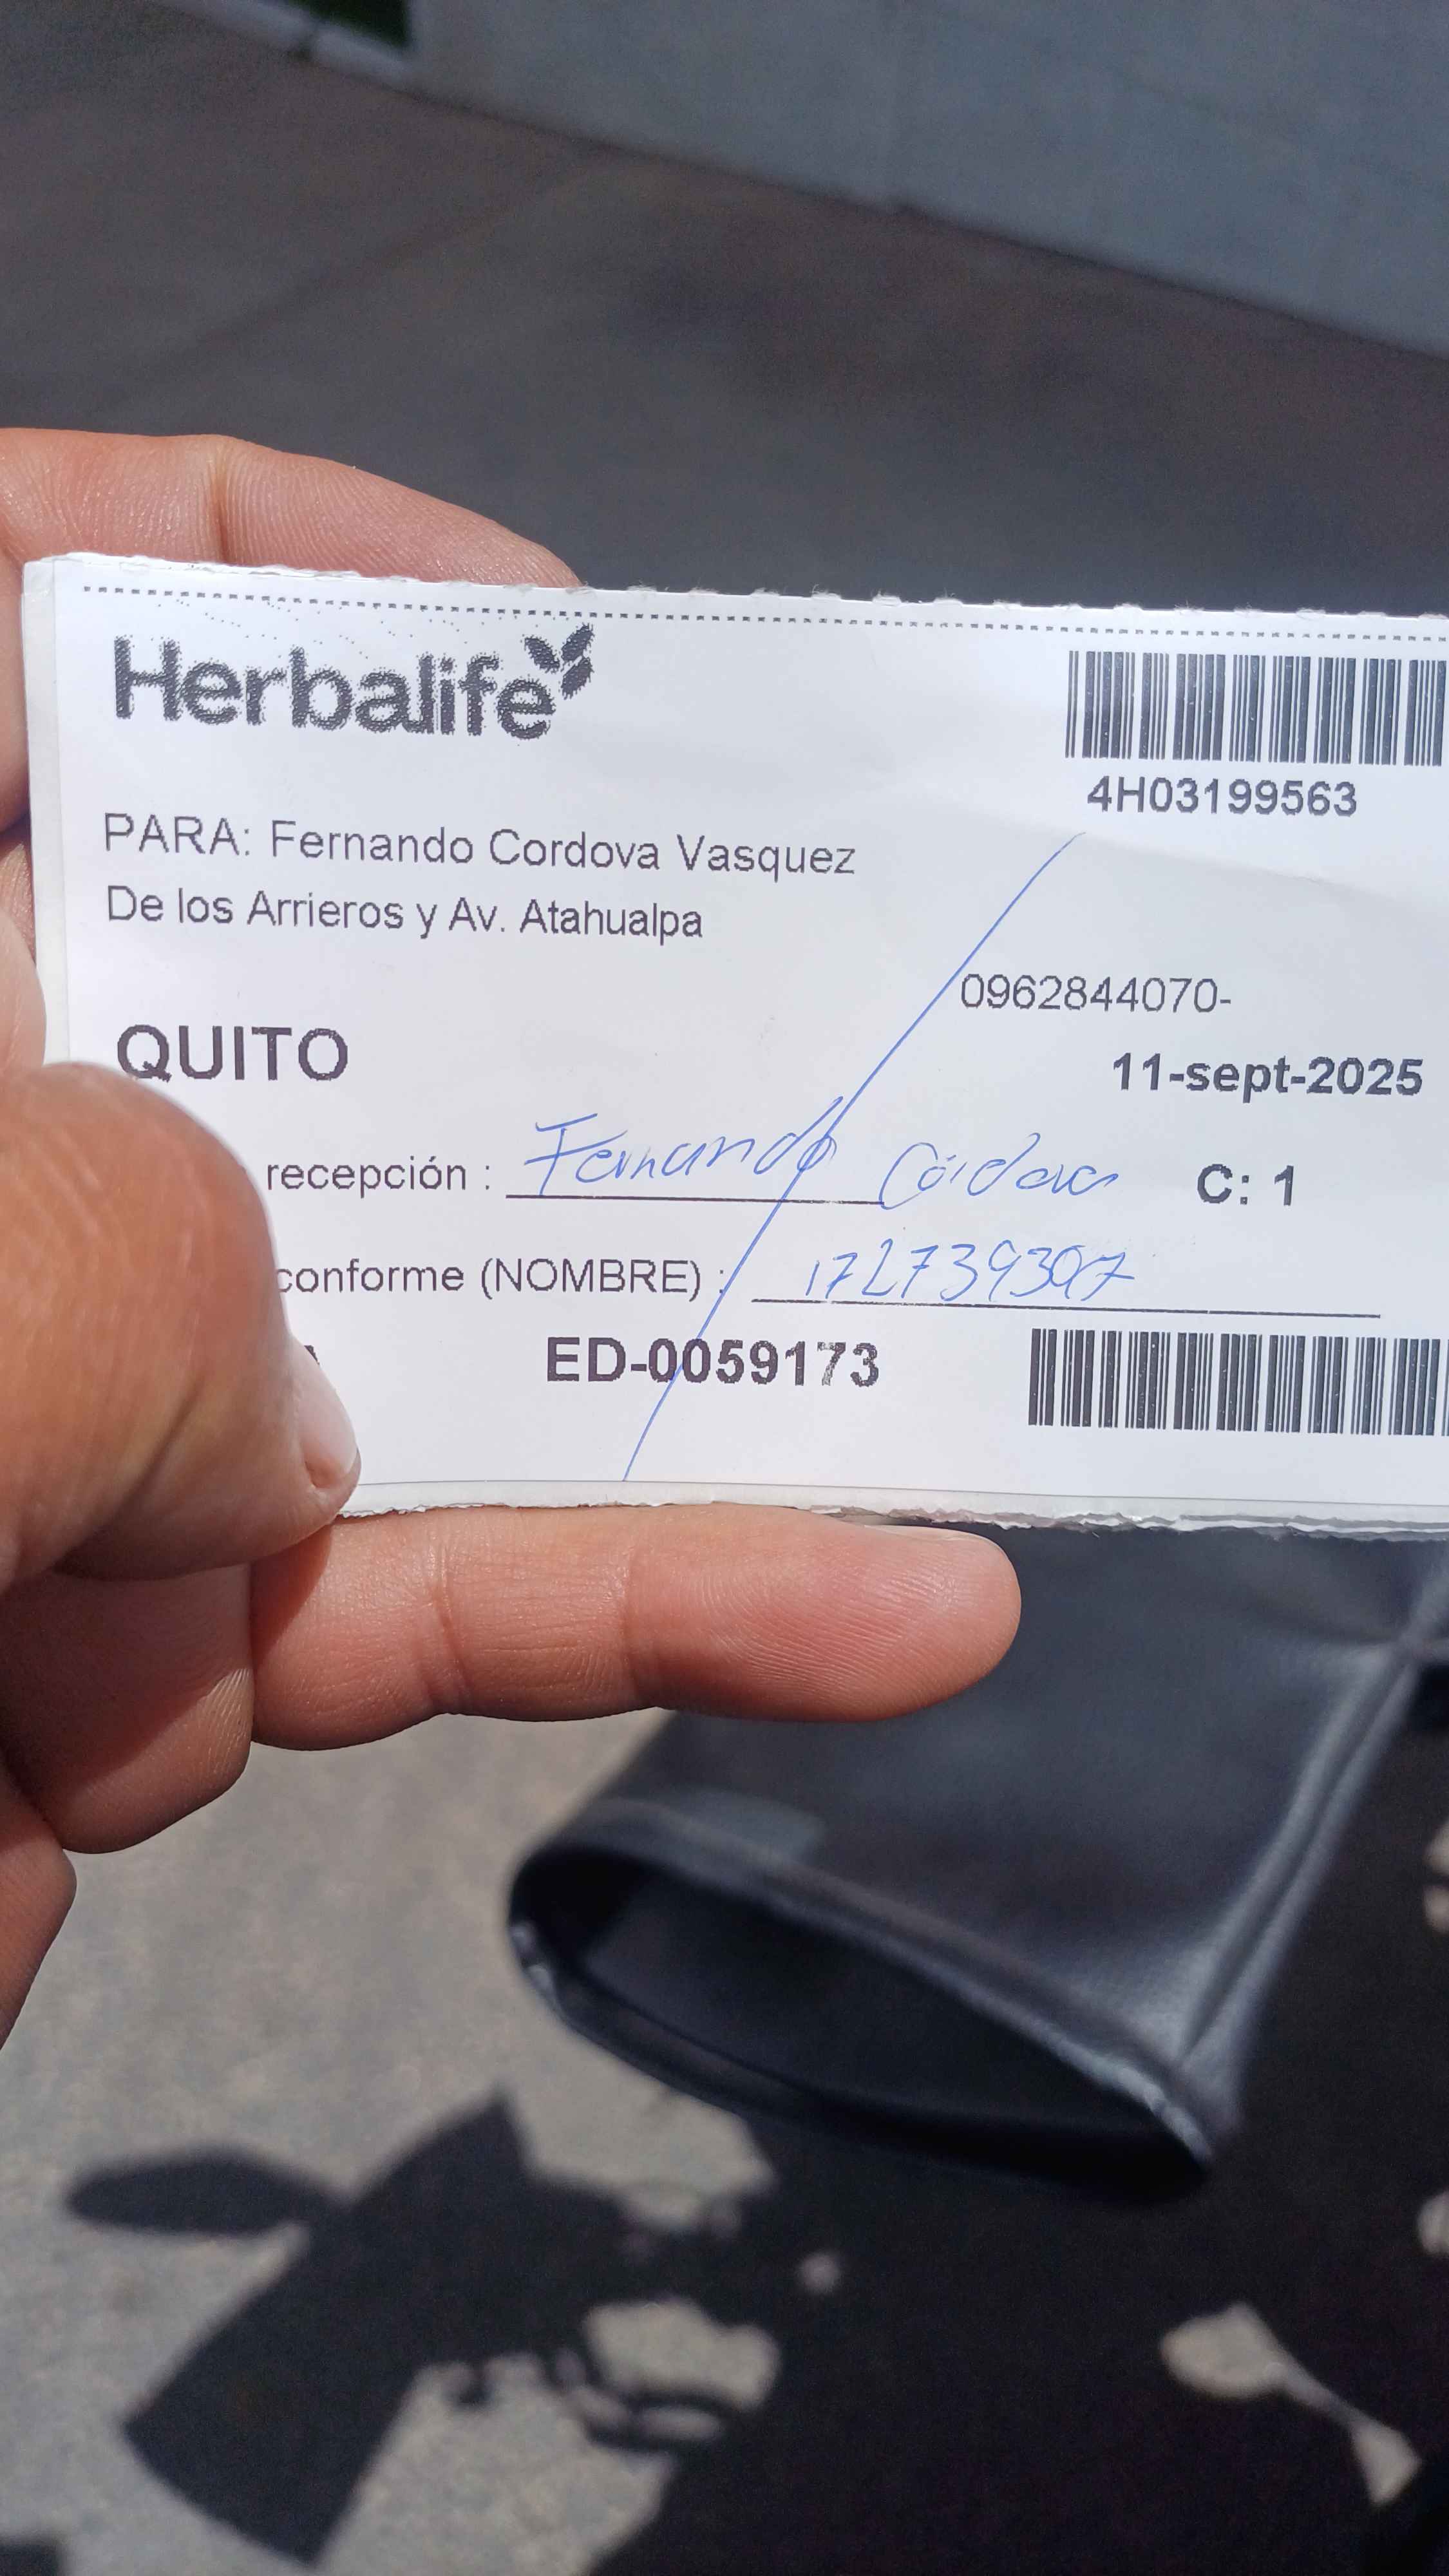 Herbalife
4H03199563
PARA: Fernando Cordova Vasquez
De los Arrieros y Av. Atahualpa
0962844070-
QUITO
11-sept-2025
recepción : Fernando Córdova C: 1
conforme (NOMBRE) :
ED-0059173